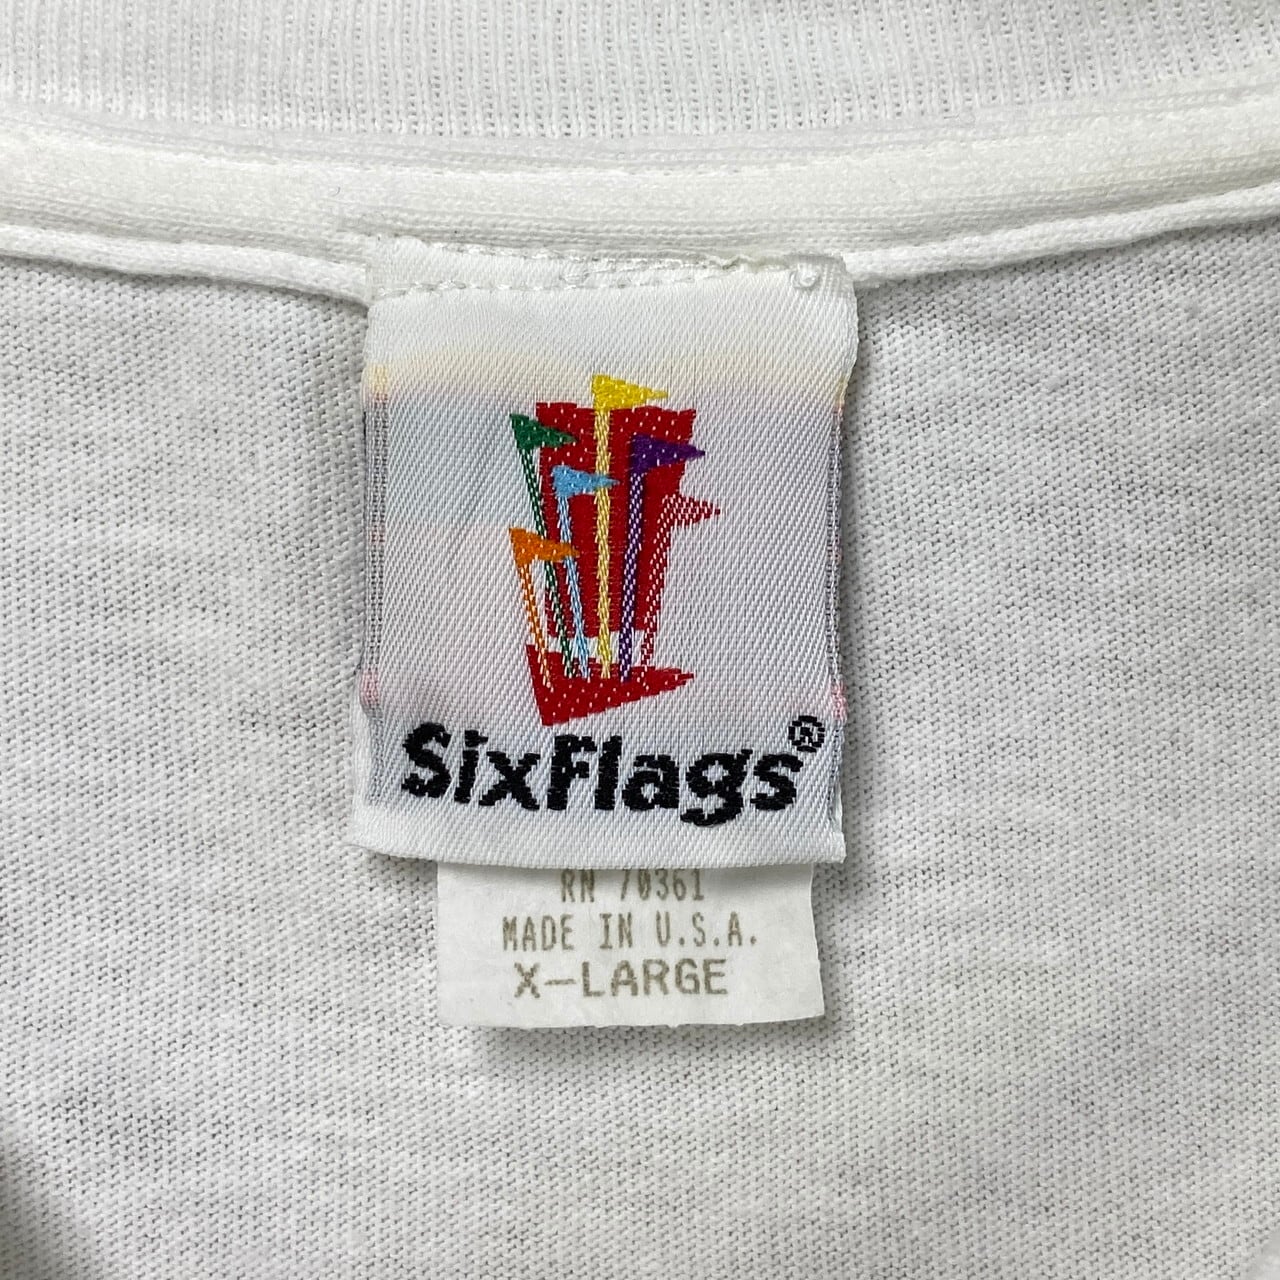 SixFlags®
RN 70361
MADE IN U.S.A.
X-LARGE